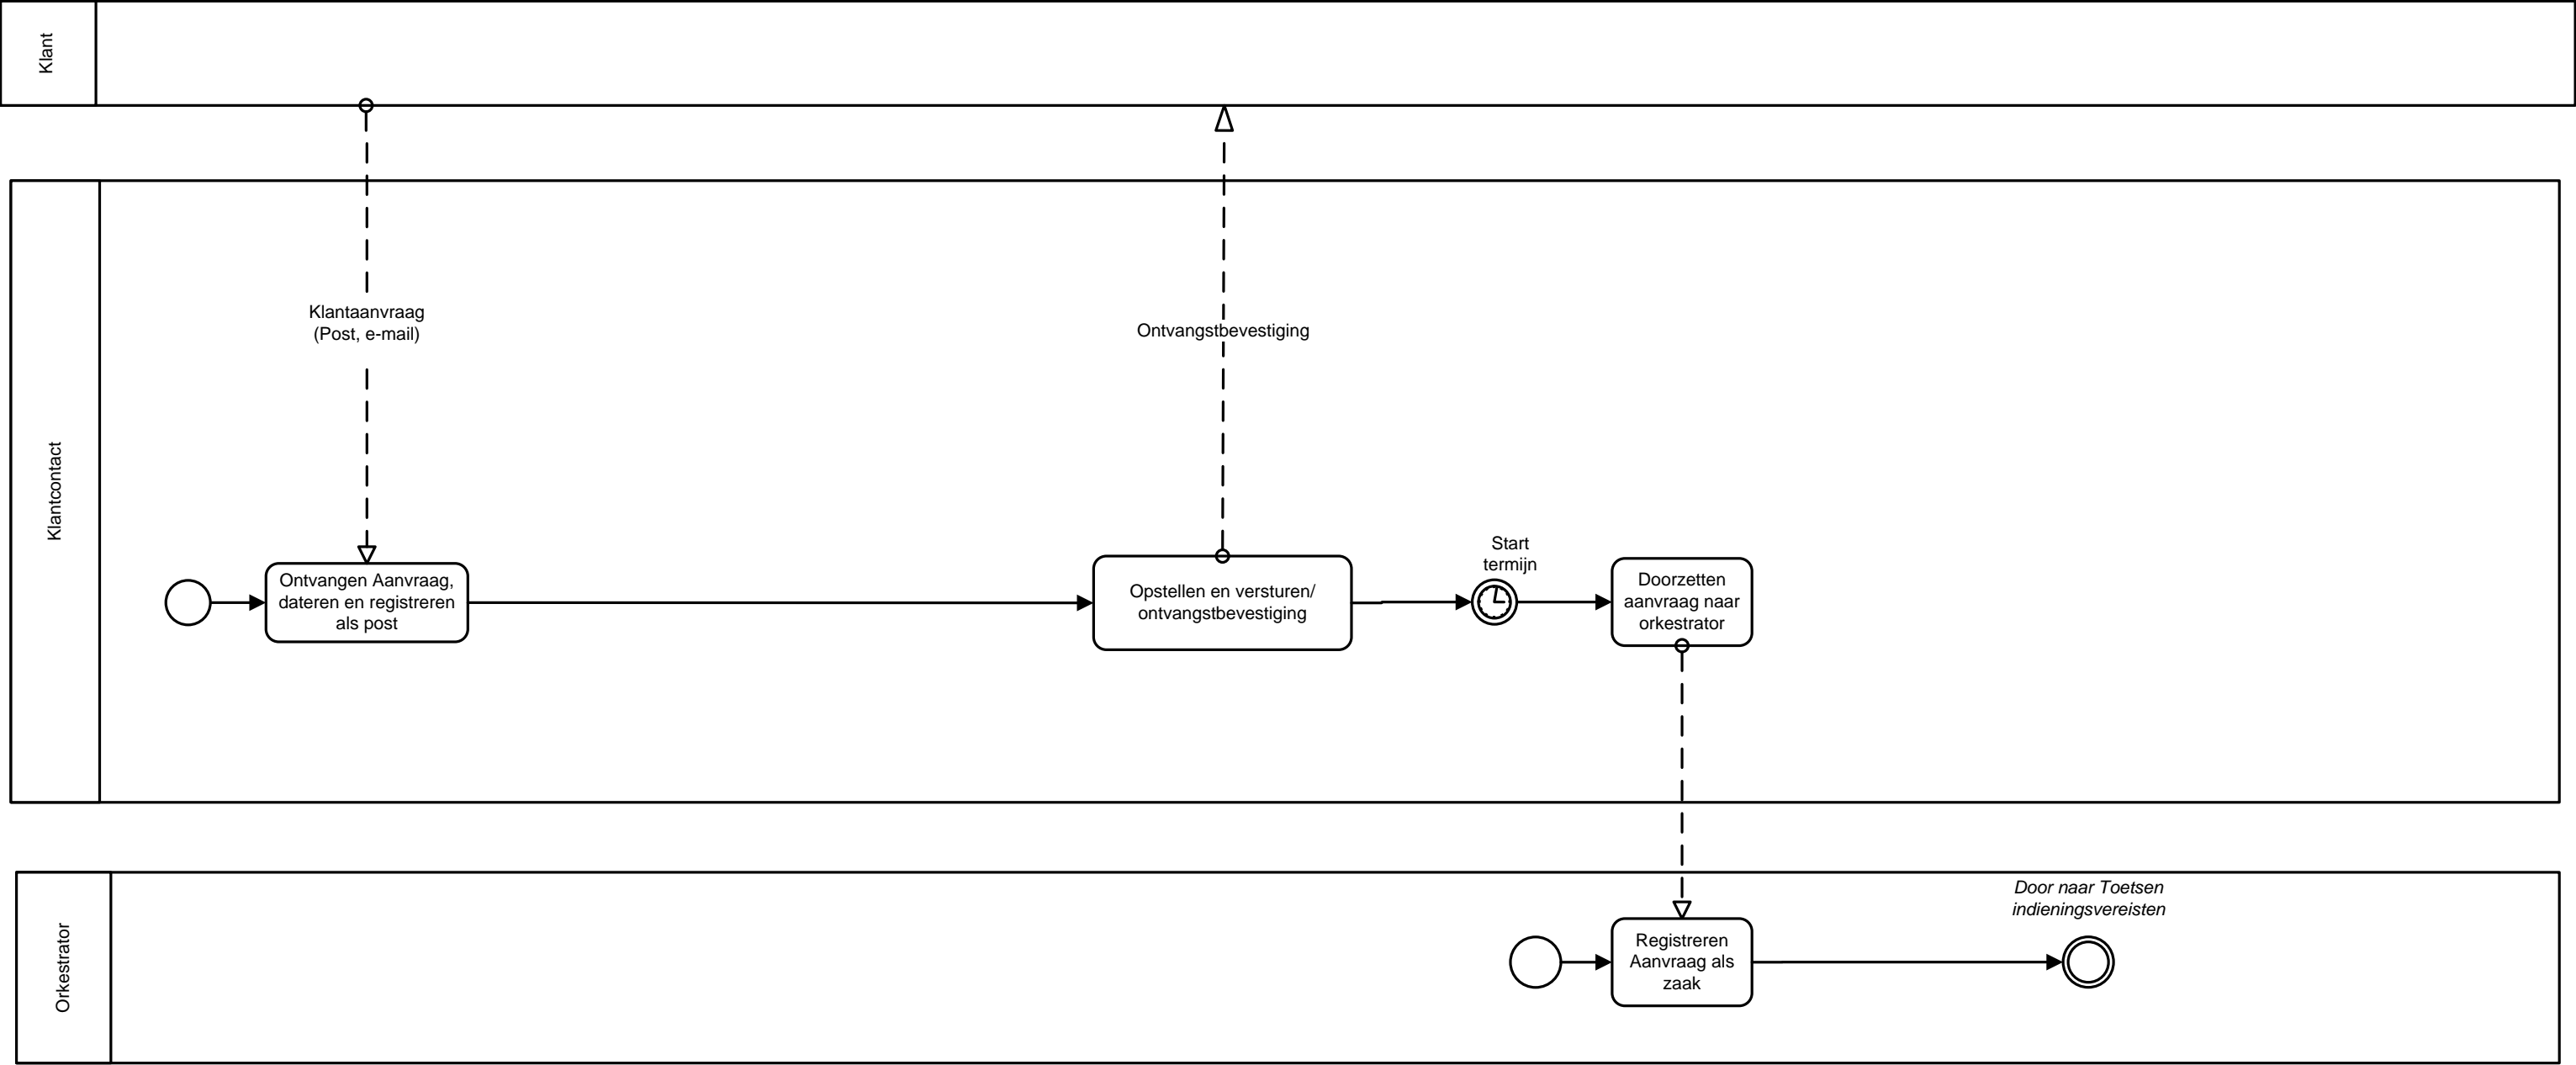 Klant
Klantcontact
Klantaanvraag
(Post, e-mail)
Ontvangstbevestiging
Ontvangen Aanvraag,
dateren en registreren
als post
Opstellen en versturen/
ontvangstbevestiging
Start
termijn
Doorzetten
aanvraag naar
orkestrator
Orkestrator
Registreren
Aanvraag als
zaak
Door naar Toetsen
indieningsvereisten